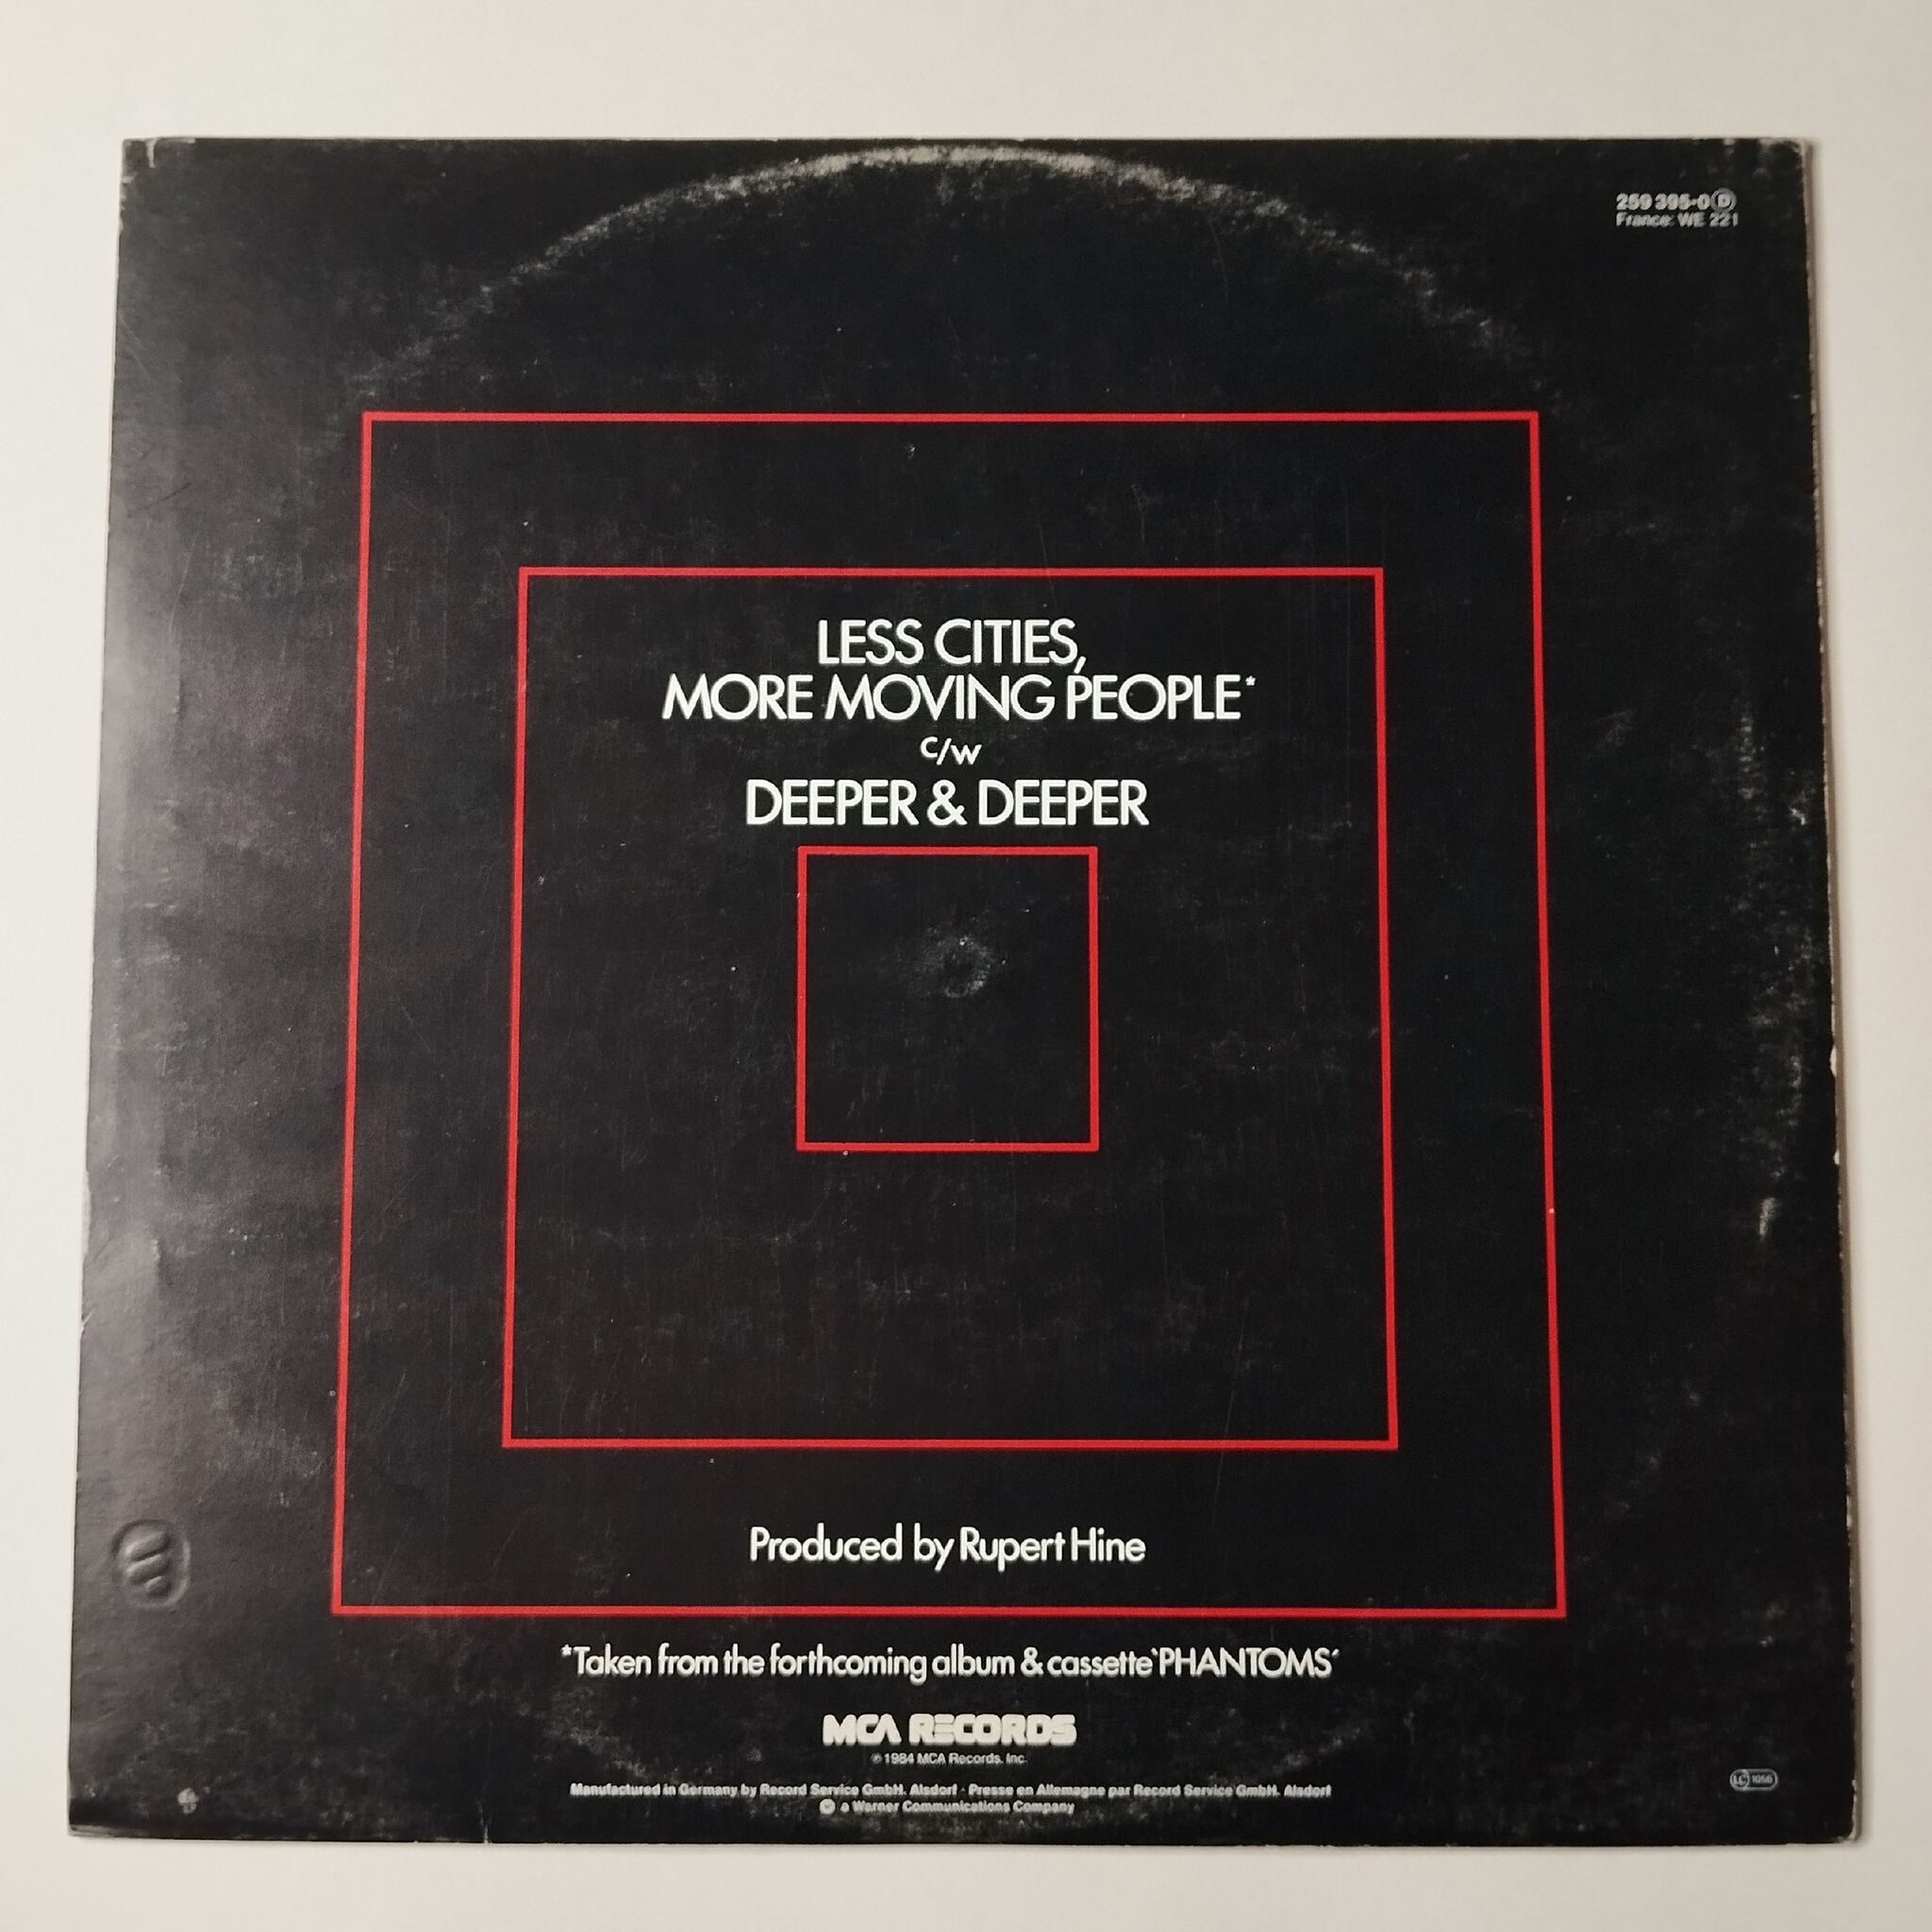 259 395-0 Ⓓ
France: WE 221
LESS CITIES,
MORE MOVING PEOPLE*
c/w
DEEPER & DEEPER
Produced by Rupert Hine
*Taken from the forthcoming album & cassette`PHANTOMS´
MCA RECORDS
℗ 1984 MCA Records, Inc.
LC 1056
Manufactured in Germany by Record Service GmbH. Alsdorf · Presse en Allemagne par Record Service GmbH. Alsdorf
a Warner Communications Company